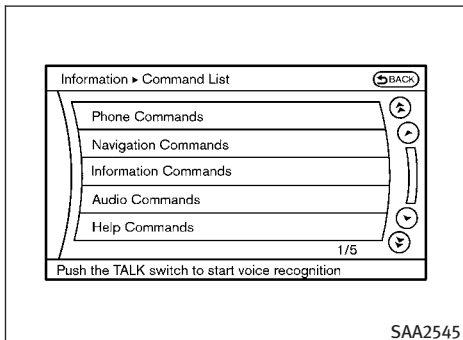 Information ▸ Command List
BACK
Phone Commands
Navigation Commands
Information Commands
Audio Commands
Help Commands
1/5
Push the TALK switch to start voice recognition
SAA2545